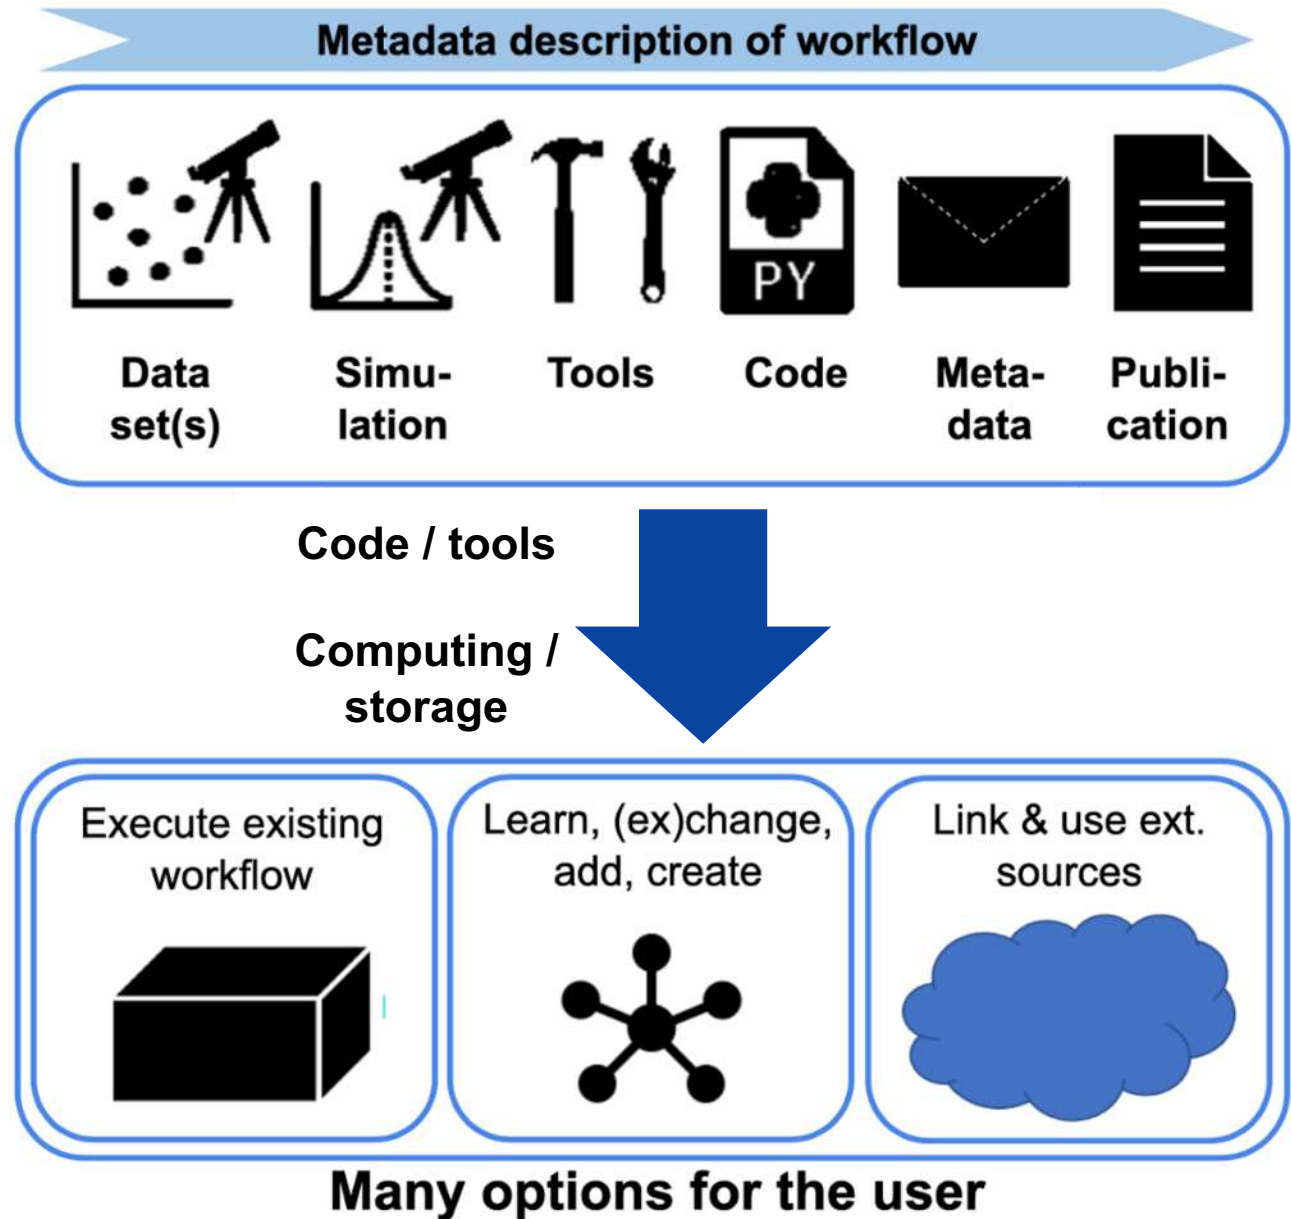 Metadata description of workflow
PY
Data
set(s)
Simu-
lation
Tools
Code
Meta-
data
Publi-
cation
Code / tools
Computing /
storage
Execute existing
workflow
Learn, (ex)change,
add, create
Link & use ext.
sources
Many options for the user